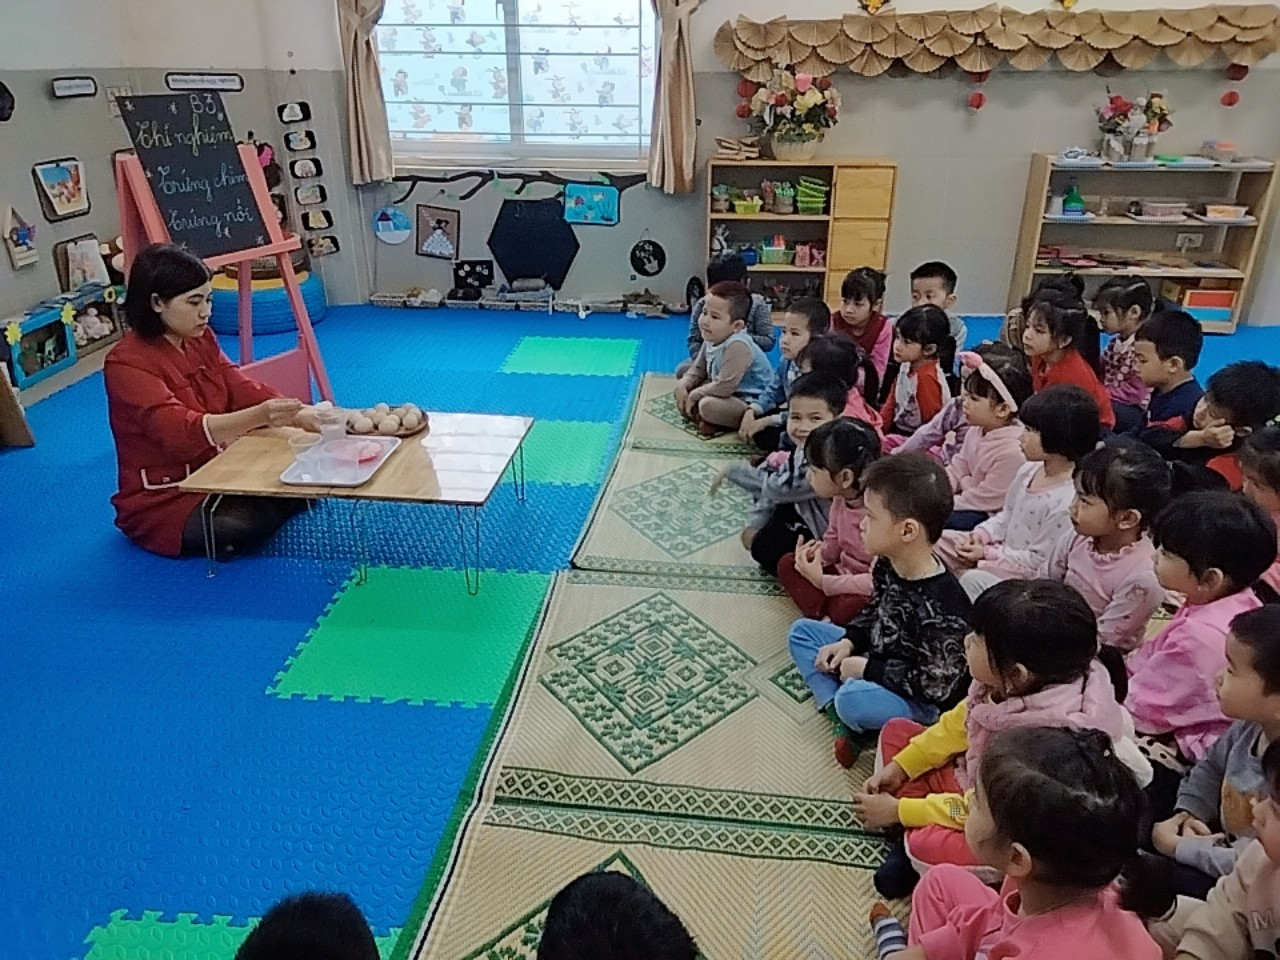 B3
Thí nghiệm
Trứng chìm
Trứng nổi